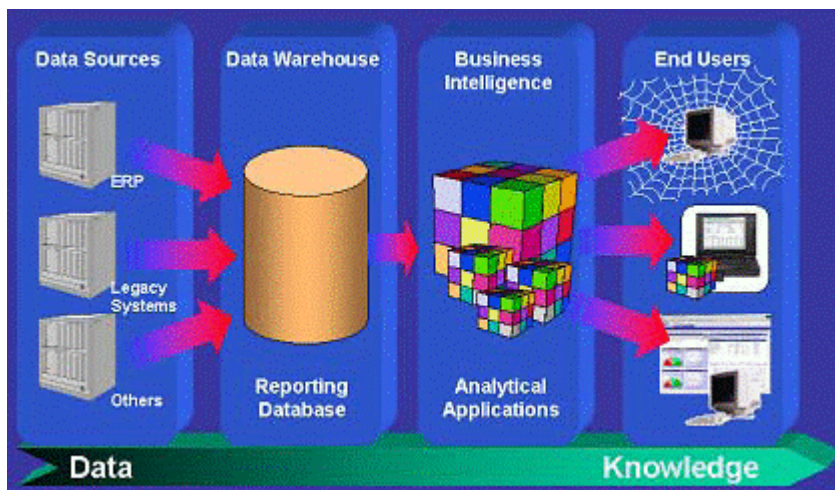 Data Sources
Data Warehouse
Business
Intelligence
End Users
ERP
Legacy
Systems
Others
Reporting
Database
Analytical
Applications
Data
Knowledge